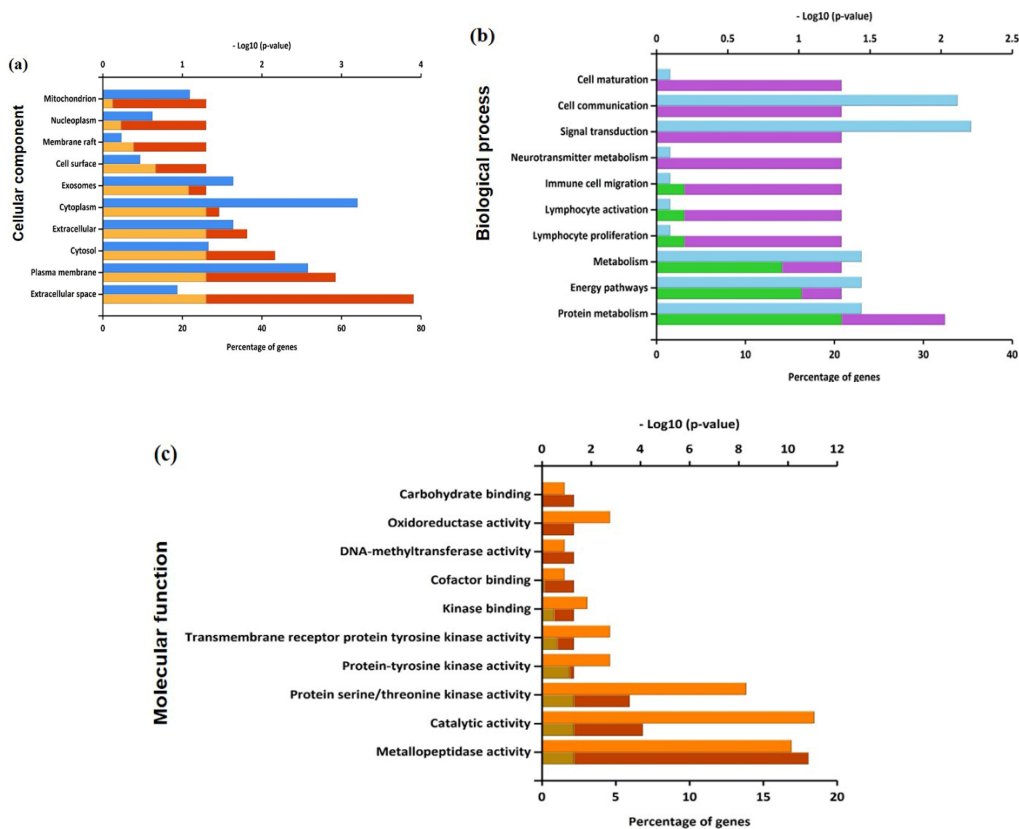 (a)
- Log10 (p-value)
0 1 2 3 4
Cellular component
Mitochondrion
Nucleoplasm
Membrane raft
Cell surface
Exosomes
Cytoplasm
Extracellular
Cytosol
Plasma membrane
Extracellular space
0 20 40 60 80
Percentage of genes
(b)
- Log10 (p-value)
0 0.5 1 1.5 2 2.5
Biological process
Cell maturation
Cell communication
Signal transduction
Neurotransmitter metabolism
Immune cell migration
Lymphocyte activation
Lymphocyte proliferation
Metabolism
Energy pathways
Protein metabolism
0 10 20 30 40
Percentage of genes
(c)
- Log10 (p-value)
0 2 4 6 8 10 12
Molecular function
Carbohydrate binding
Oxidoreductase activity
DNA-methyltransferase activity
Cofactor binding
Kinase binding
Transmembrane receptor protein tyrosine kinase activity
Protein-tyrosine kinase activity
Protein serine/threonine kinase activity
Catalytic activity
Metallopeptidase activity
0 5 10 15 20
Percentage of genes